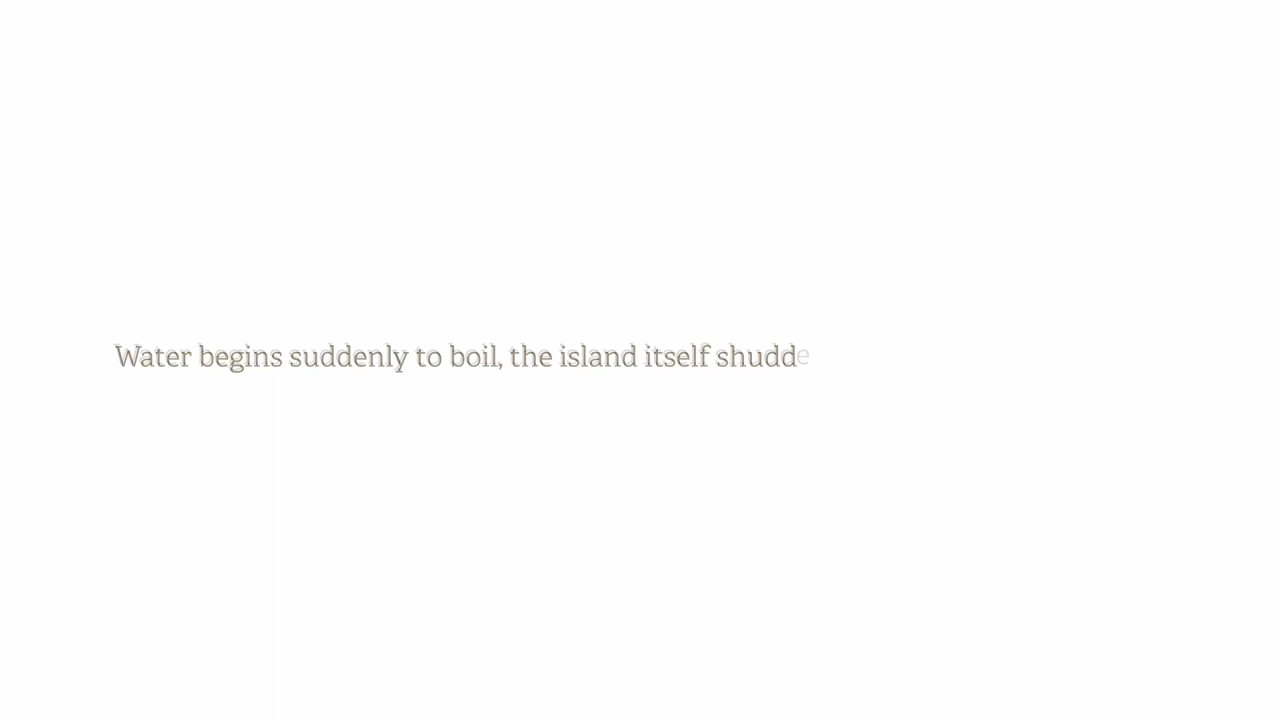 Water begins suddenly to boil, the island itself shudde